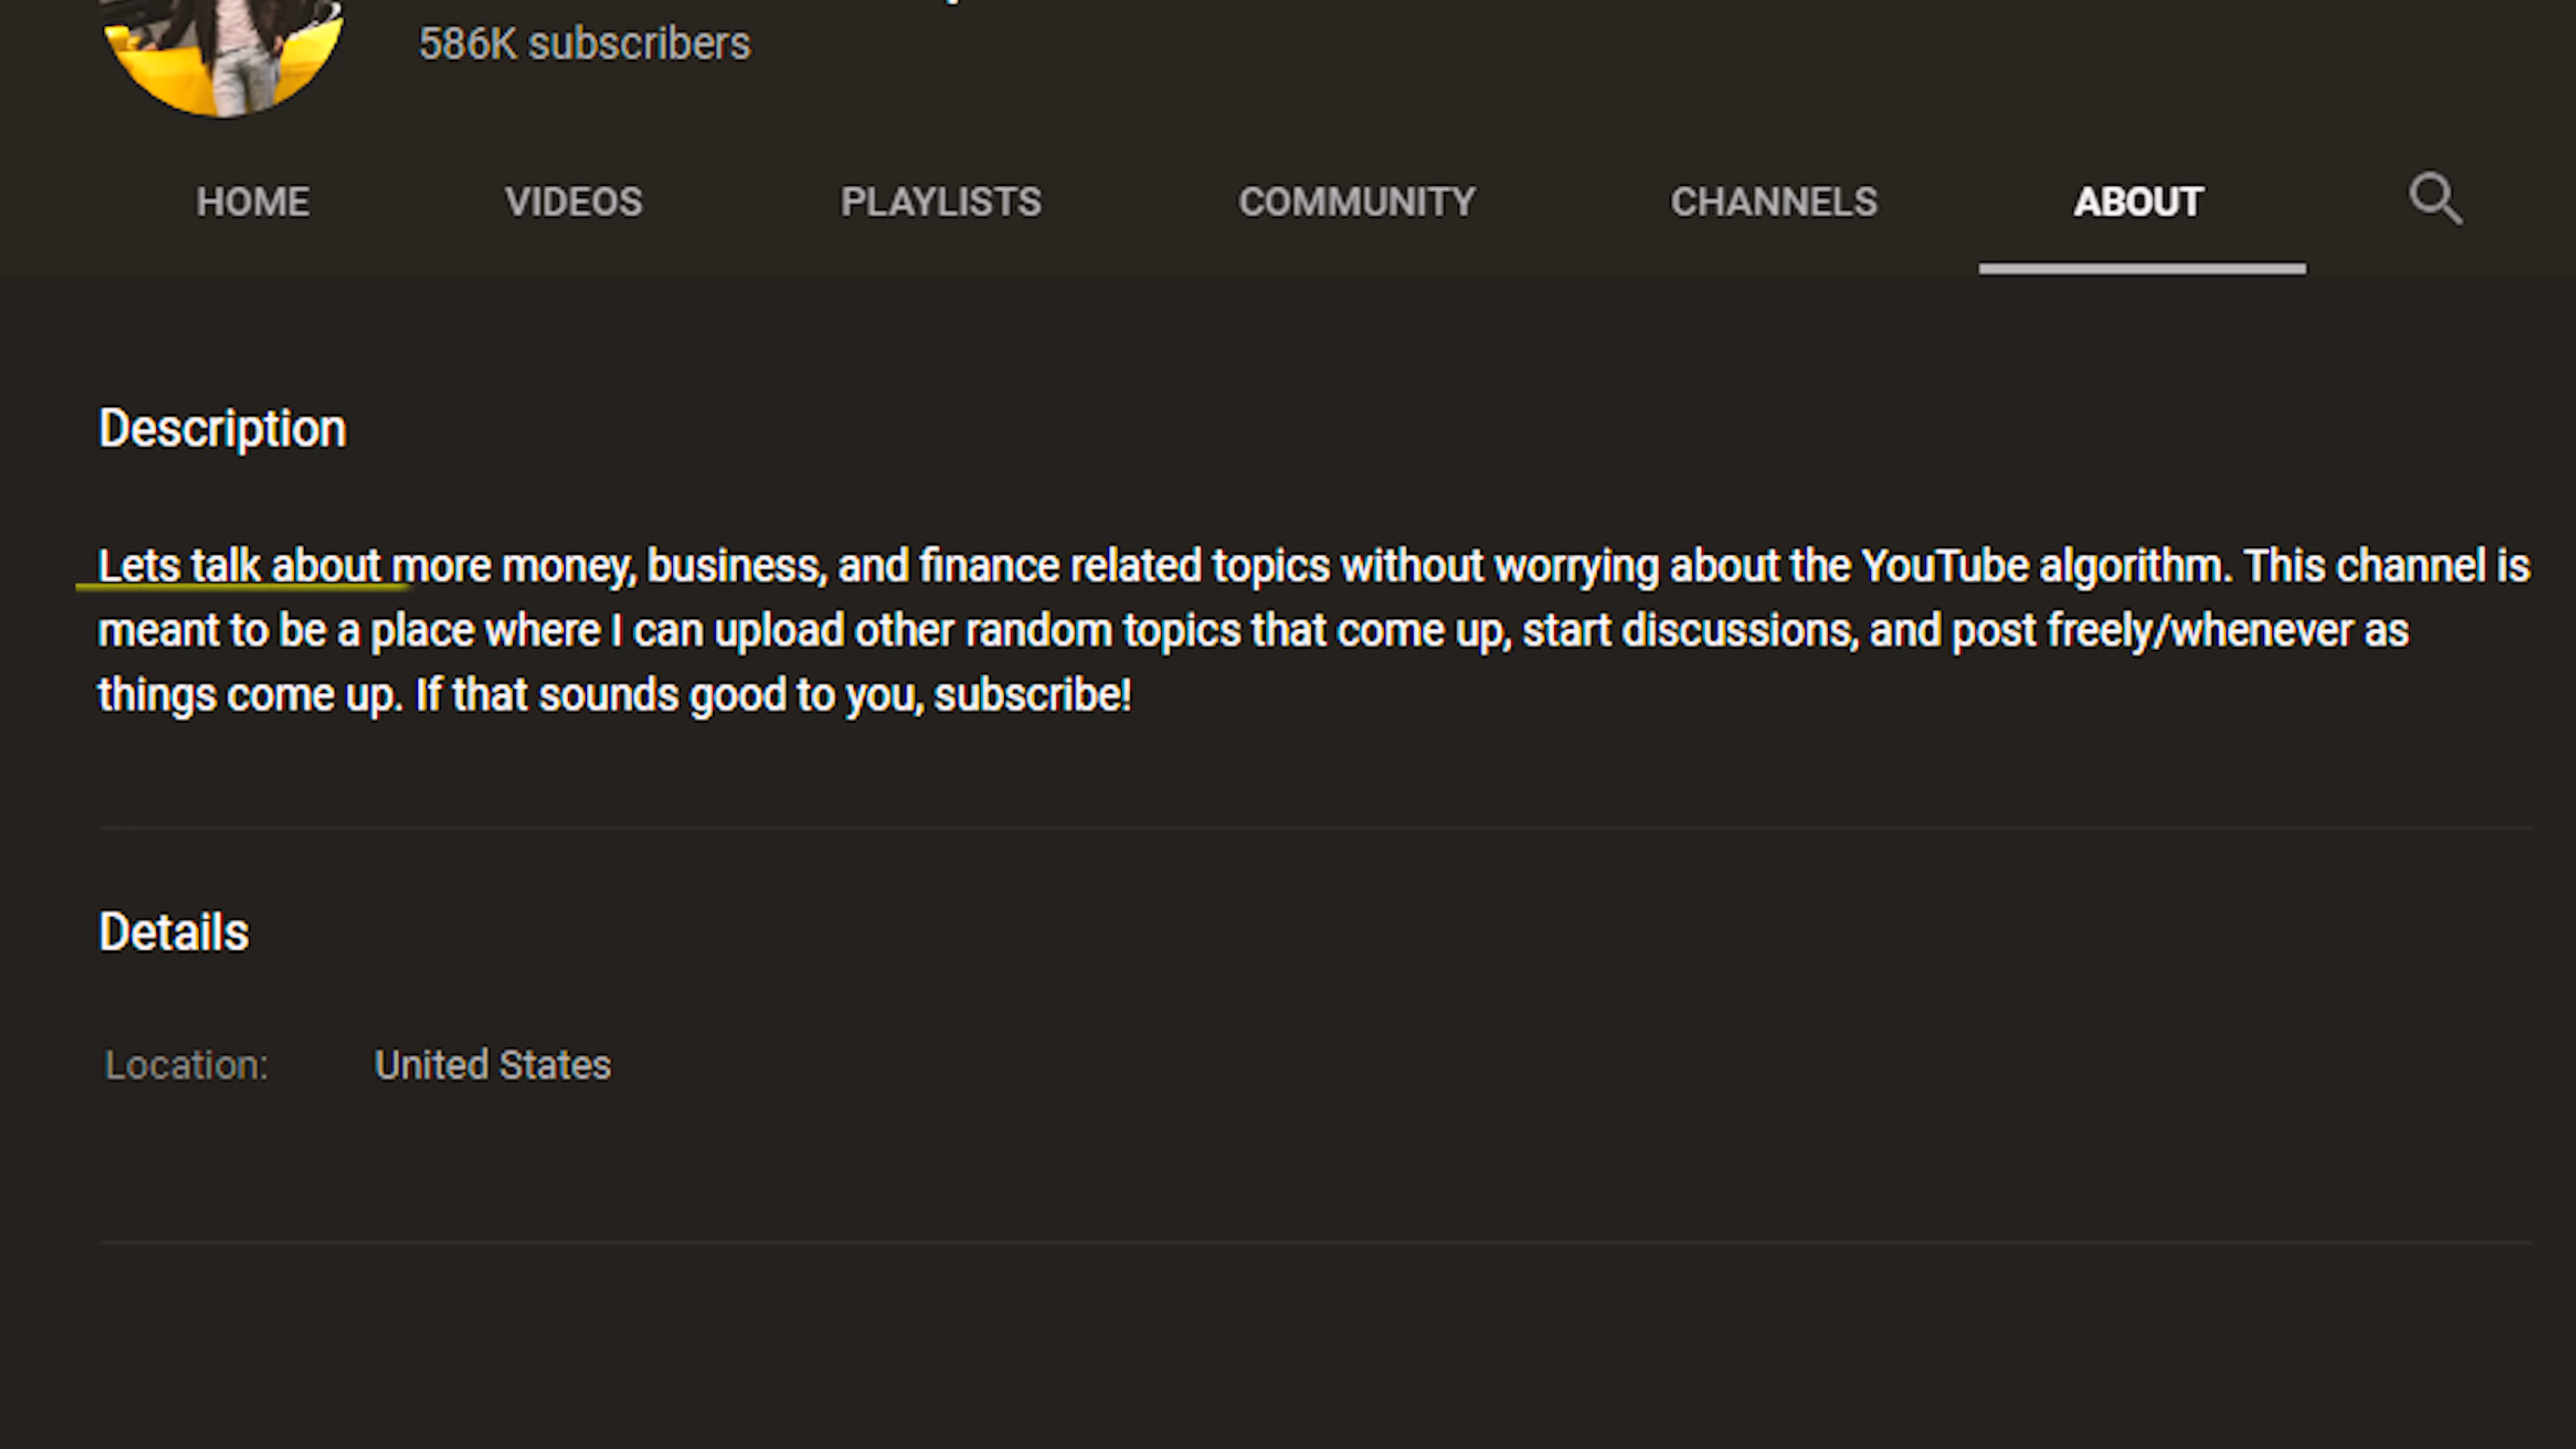 586K subscribers
HOME VIDEOS PLAYLISTS COMMUNITY CHANNELS ABOUT
Description
Lets talk about more money, business, and finance related topics without worrying about the YouTube algorithm. This channel is
meant to be a place where I can upload other random topics that come up, start discussions, and post freely/whenever as
things come up. If that sounds good to you, subscribe!
Details
Location: United States